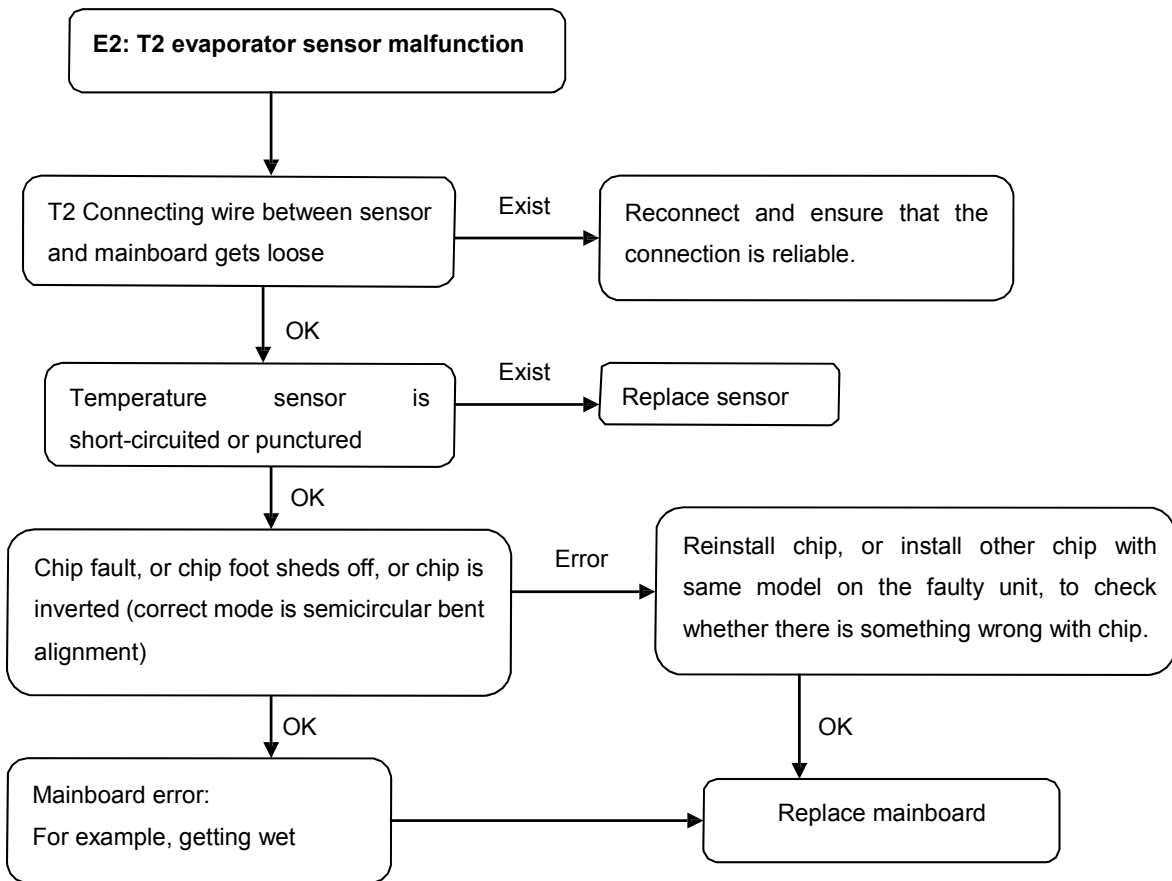 E2: T2 evaporator sensor malfunction
T2 Connecting wire between sensor
and mainboard gets loose
Exist
Reconnect and ensure that the
connection is reliable.
OK
Temperature sensor is
short-circuited or punctured
Exist
Replace sensor
OK
Chip fault, or chip foot sheds off, or chip is
inverted (correct mode is semicircular bent
alignment)
Error
Reinstall chip, or install other chip with
same model on the faulty unit, to check
whether there is something wrong with chip.
OK
OK
Mainboard error:
For example, getting wet
Replace mainboard